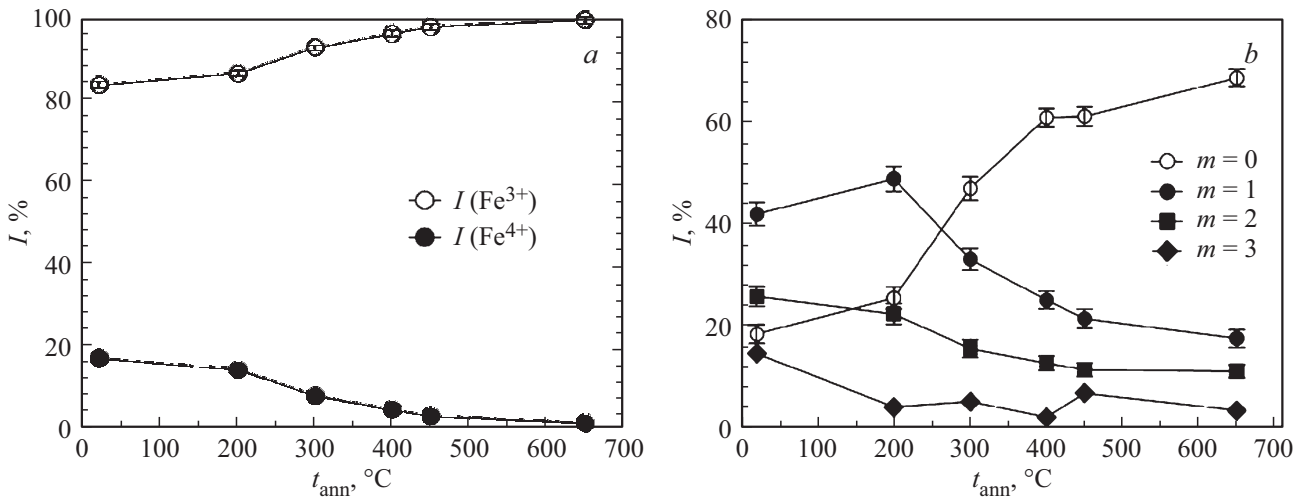 100
80
60
40
20
0
I, %
a
I (Fe3+)
I (Fe4+)
0 100 200 300 400 500 600 700
tann, °C
80
60
40
20
0
I, %
b
m = 0
m = 1
m = 2
m = 3
0 100 200 300 400 500 600 700
tann, °C